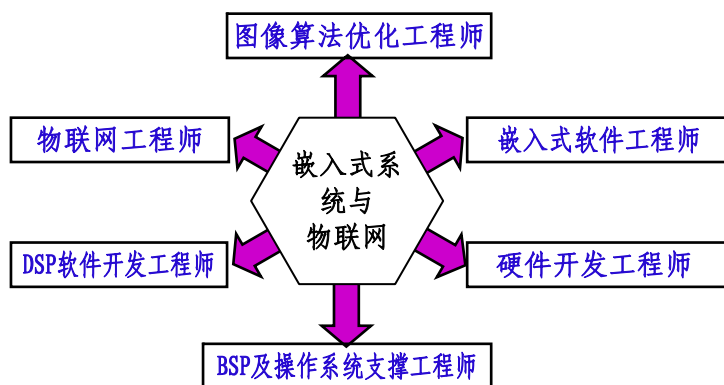 图像算法优化工程师
物联网工程师
嵌入式软件工程师
嵌入式系
统与
物联网
DSP软件开发工程师
硬件开发工程师
BSP及操作系统支撑工程师